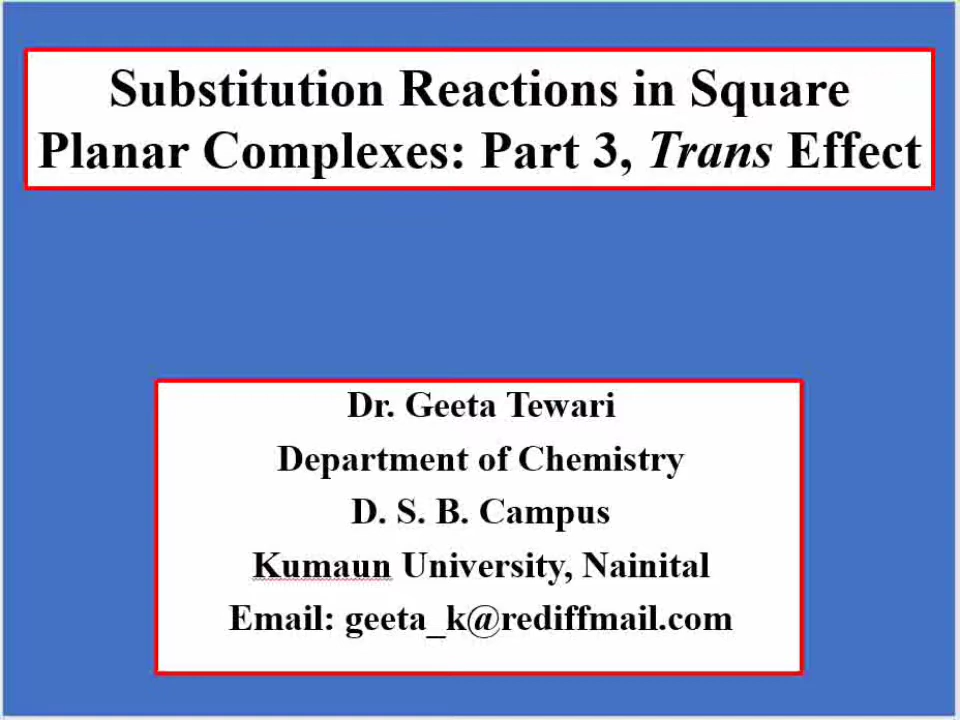 Substitution Reactions in Square
Planar Complexes: Part 3, Trans Effect
Dr. Geeta Tewari
Department of Chemistry
D. S. B. Campus
Kumaun University, Nainital
Email: geeta_k@rediffmail.com